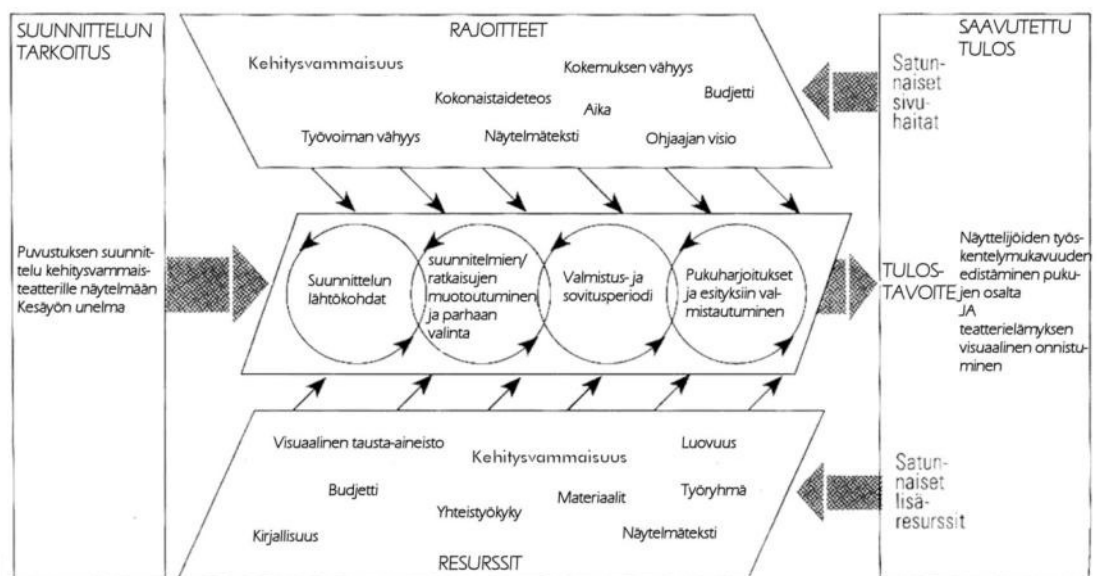 SUUNNITTELUN
TARKOITUS
Puvustuksen suunnit-
telu kehitysvammais-
teatterille näytelmään
Kesäyön unelma
RAJOITTEET
Kehitysvammaisuus
Kokemuksen vähyys
Kokonaistaideteos
Aika
Budjetti
Työvoiman vähyys
Näytelmäteksti
Ohjaajan visio
Suunnittelun
lähtökohdat
suunnitelmien/
ratkaisujen
muotoutuminen
ja parhaan
valinta
Valmistus- ja
sovitusperiodi
Pukuharjoitukset
ja esityksiin val-
mistautuminen
Visuaalinen tausta-aineisto
Luovuus
Kehitysvammaisuus
Budjetti
Materiaalit
Työryhmä
Yhteistyökyky
Kirjallisuus
Näytelmäteksti
RESURSSIT
SAAVUTETTU
TULOS
Satun-
naiset
sivu-
haitat
TULOS-
TAVOITE
Näyttelijöiden työs-
kentelymukavuuden
edistäminen puku-
jen osalta
JA
teatterielämyksen
visuaalinen onnistu-
minen
Satun-
naiset
lisä-
resurssit